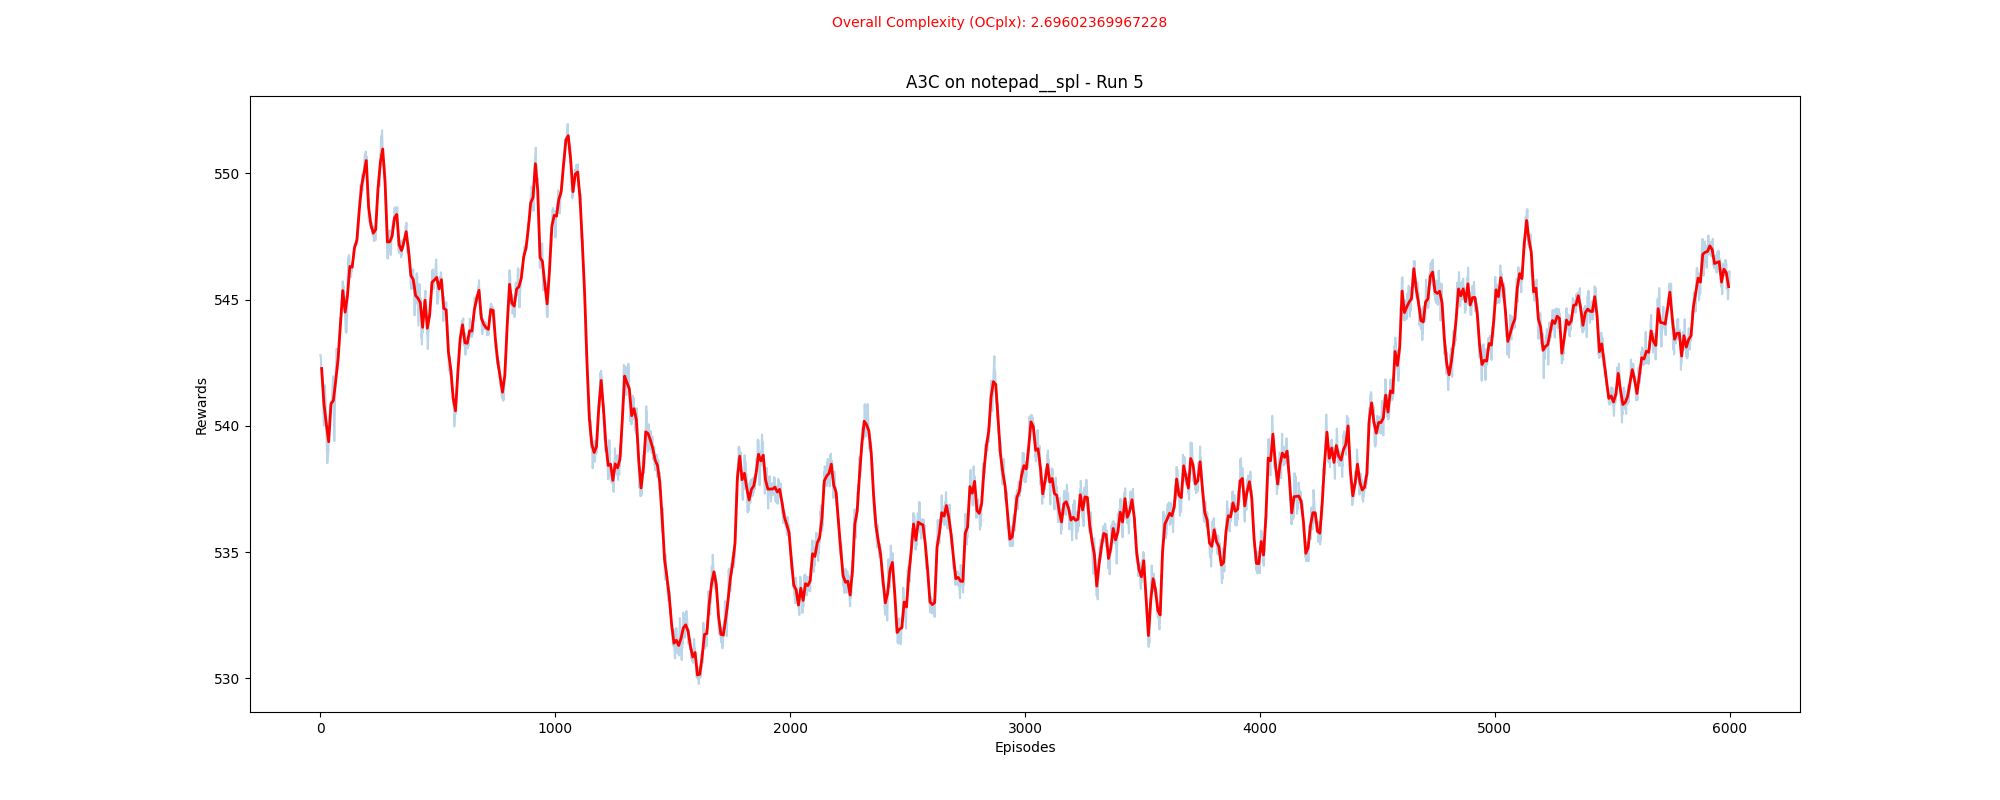 Overall Complexity (OCplx): 2.69602369967228
A3C on notepad__spl - Run 5
Rewards
550
545
540
535
530
0 1000 2000 3000 4000 5000 6000
Episodes